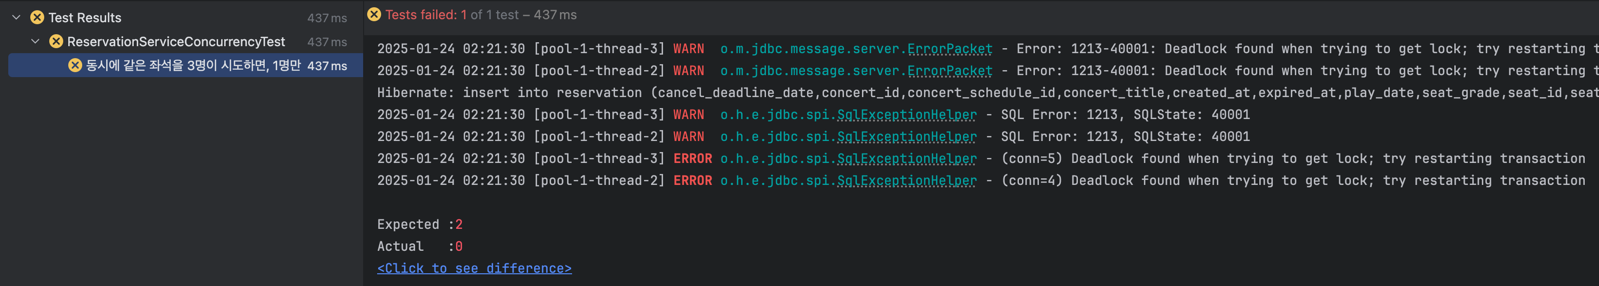 Test Results 437 ms
ReservationServiceConcurrencyTest 437 ms
동시에 같은 좌석을 3명이 시도하면, 1명만 437 ms
Tests failed: 1 of 1 test – 437 ms
2025-01-24 02:21:30 [pool-1-thread-3] WARN  o.m.jdbc.message.server.ErrorPacket - Error: 1213-40001: Deadlock found when trying to get lock; try restarting t
2025-01-24 02:21:30 [pool-1-thread-2] WARN  o.m.jdbc.message.server.ErrorPacket - Error: 1213-40001: Deadlock found when trying to get lock; try restarting t
Hibernate: insert into reservation (cancel_deadline_date,concert_id,concert_schedule_id,concert_title,created_at,expired_at,play_date,seat_grade,seat_id,seat
2025-01-24 02:21:30 [pool-1-thread-3] WARN  o.h.e.jdbc.spi.SqlExceptionHelper - SQL Error: 1213, SQLState: 40001
2025-01-24 02:21:30 [pool-1-thread-2] WARN  o.h.e.jdbc.spi.SqlExceptionHelper - SQL Error: 1213, SQLState: 40001
2025-01-24 02:21:30 [pool-1-thread-3] ERROR o.h.e.jdbc.spi.SqlExceptionHelper - (conn=5) Deadlock found when trying to get lock; try restarting transaction
2025-01-24 02:21:30 [pool-1-thread-2] ERROR o.h.e.jdbc.spi.SqlExceptionHelper - (conn=4) Deadlock found when trying to get lock; try restarting transaction
Expected :2
Actual   :0
<Click to see difference>